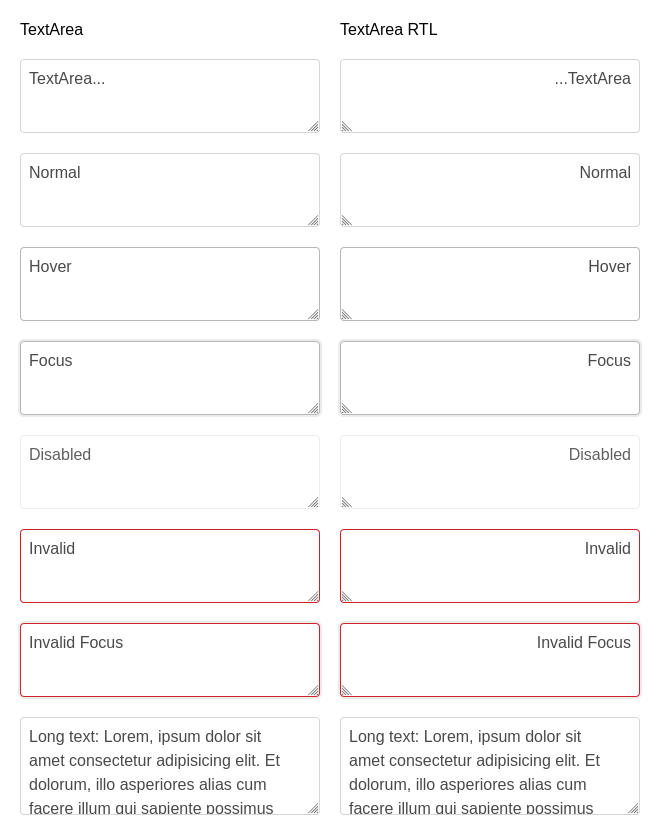 TextArea
TextArea RTL
TextArea...
...TextArea
Normal
Normal
Hover
Hover
Focus
Focus
Disabled
Disabled
Invalid
Invalid
Invalid Focus
Invalid Focus
Long text: Lorem, ipsum dolor sit
amet consectetur adipisicing elit. Et
dolorum, illo asperiores alias cum
facere illum qui sapiente possimus
Long text: Lorem, ipsum dolor sit
amet consectetur adipisicing elit. Et
dolorum, illo asperiores alias cum
facere illum qui sapiente possimus